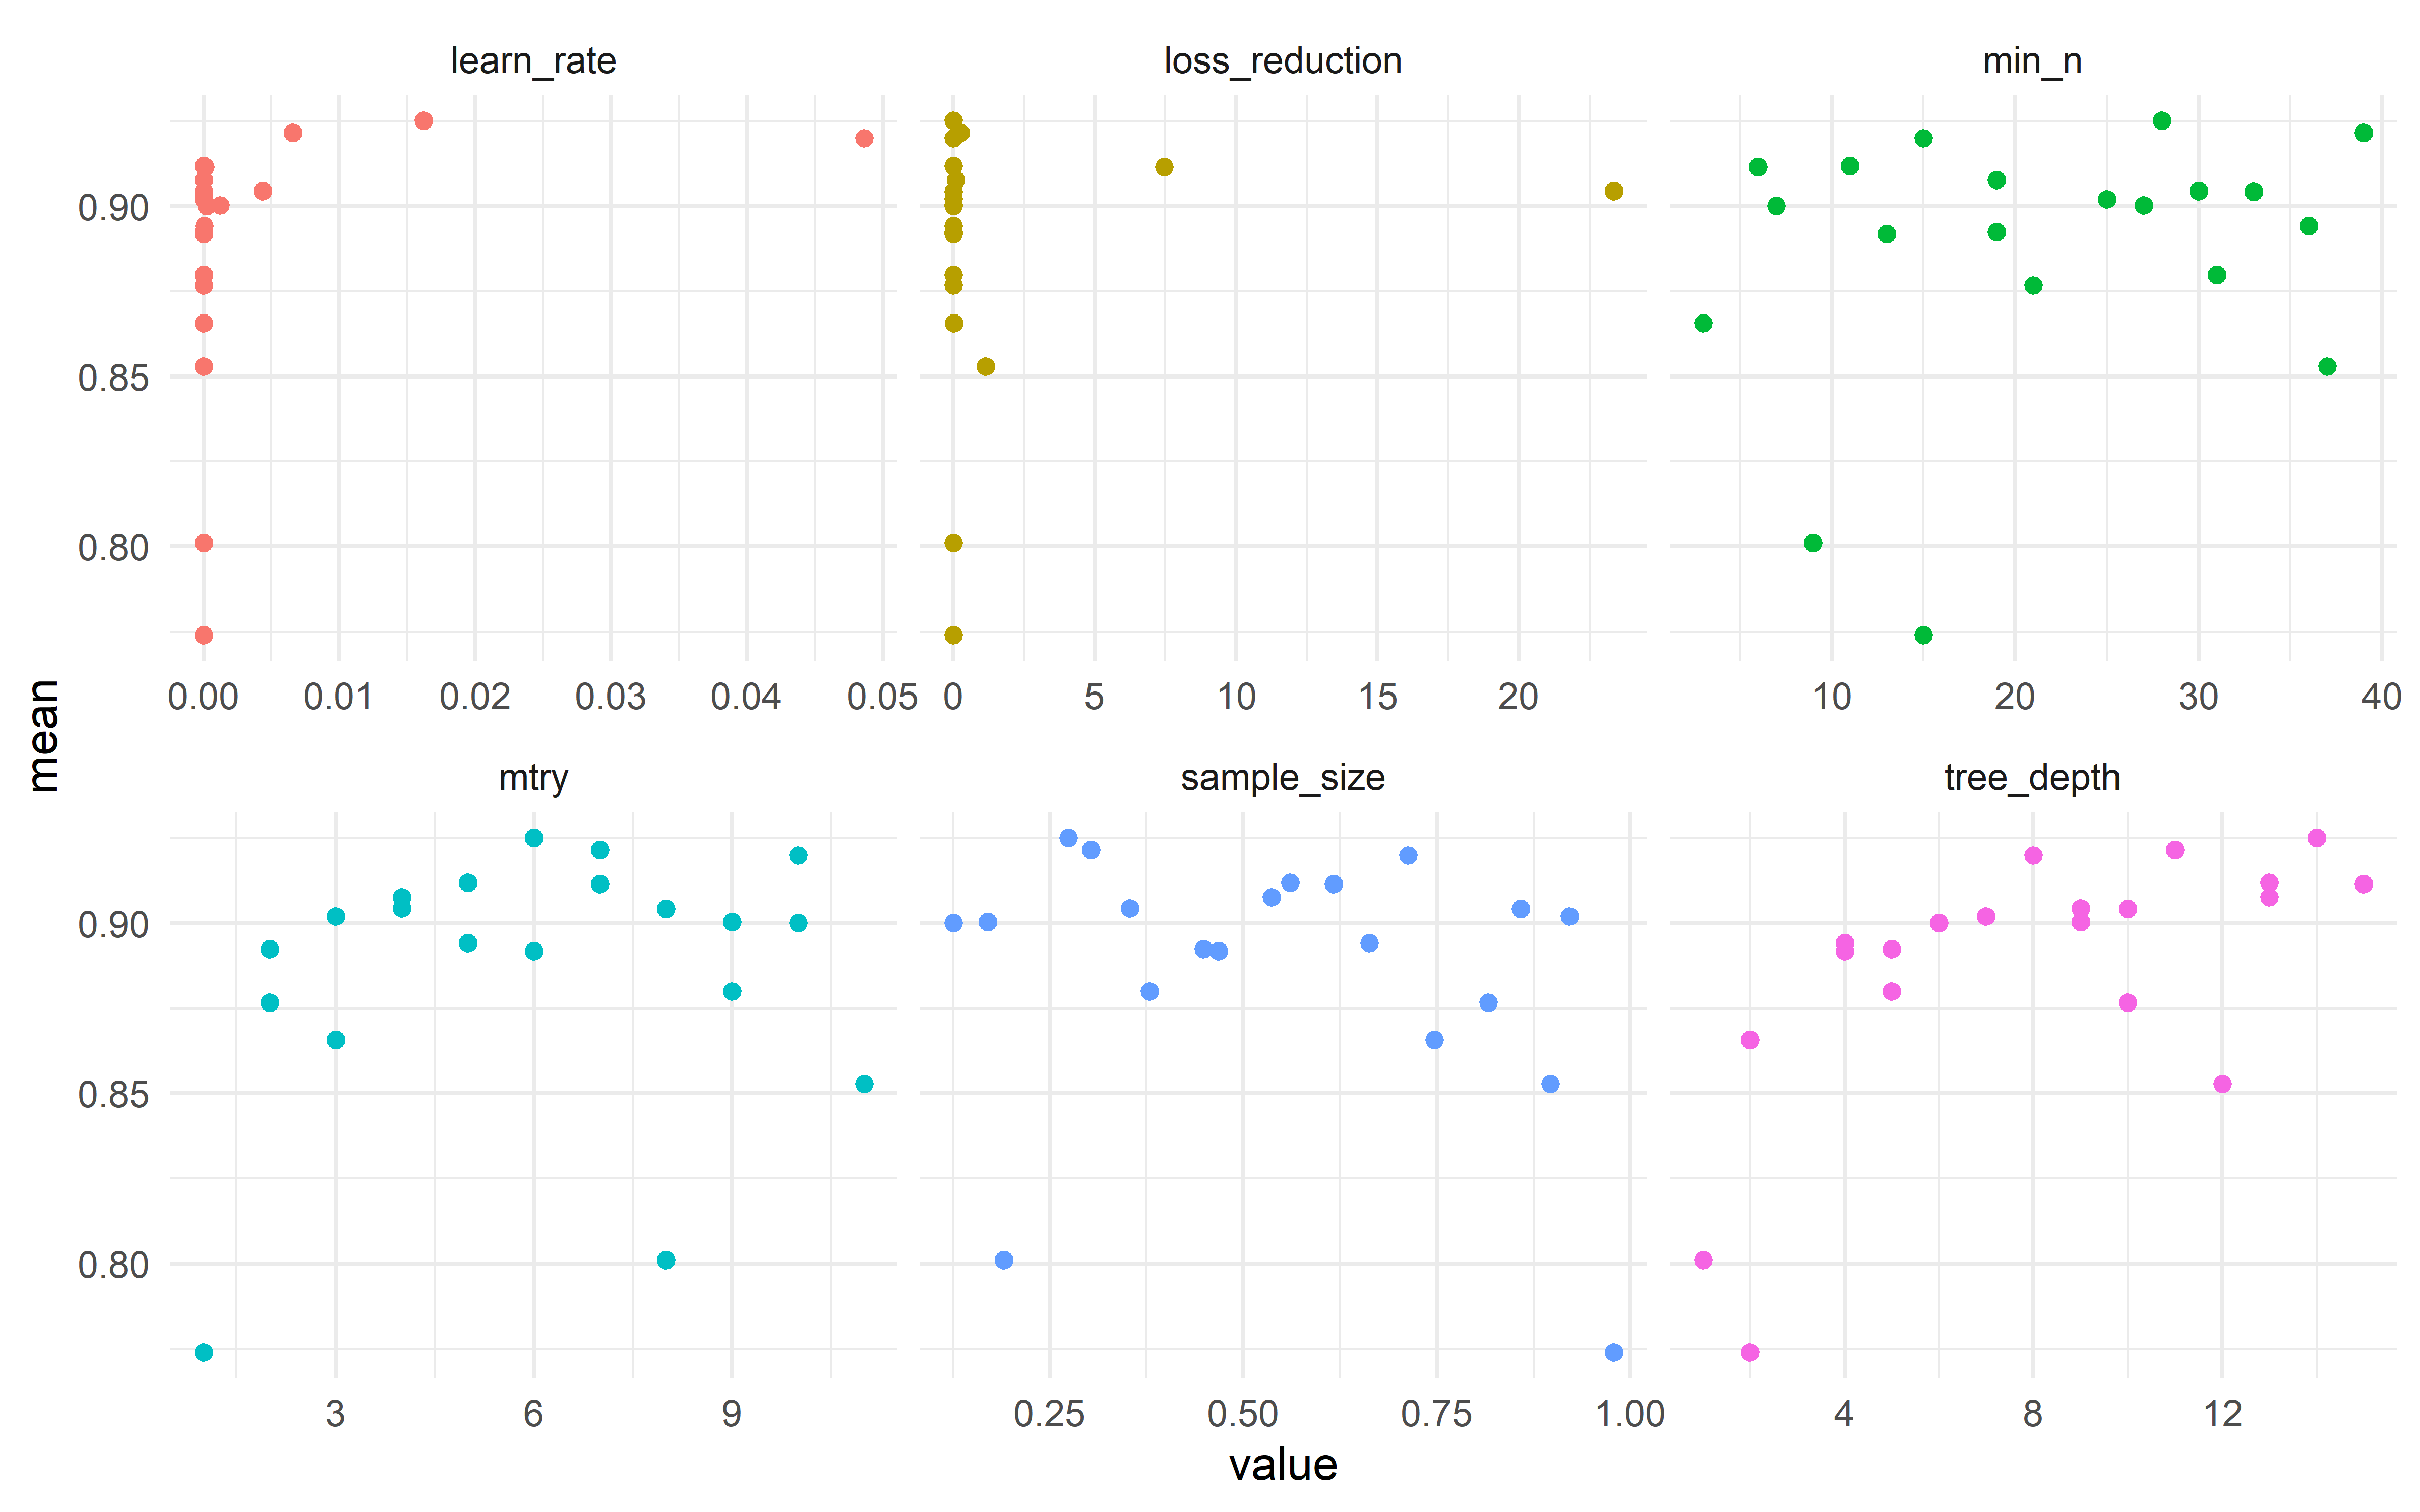 learn_rate loss_reduction min_n
0.90
0.85
0.80
0.00 0.01 0.02 0.03 0.04 0.05 0 5 10 15 20 10 20 30 40
mean
mtry sample_size tree_depth
0.90
0.85
0.80
3 6 9 0.25 0.50 0.75 1.00 4 8 12
value